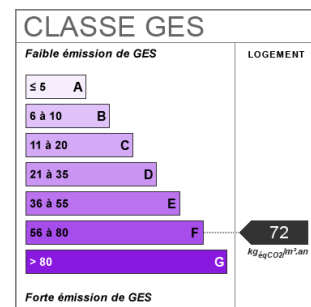 CLASSE GES
Faible émission de GES
LOGEMENT
≤ 5 A
6 à 10 B
11 à 20 C
21 à 35 D
36 à 55 E
56 à 80 F
72
kgéqCO2/m².an
> 80 G
Forte émission de GES